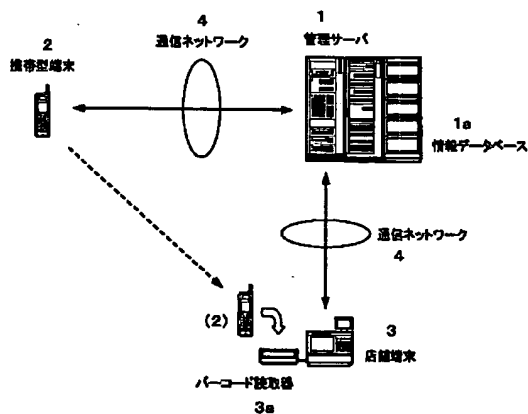 4
通信ネットワーク
1
管理サーバ
2
携帯型端末
1a
情報データベース
通信ネットワーク
4
(2)
3
店舗端末
バーコード読取器
3a